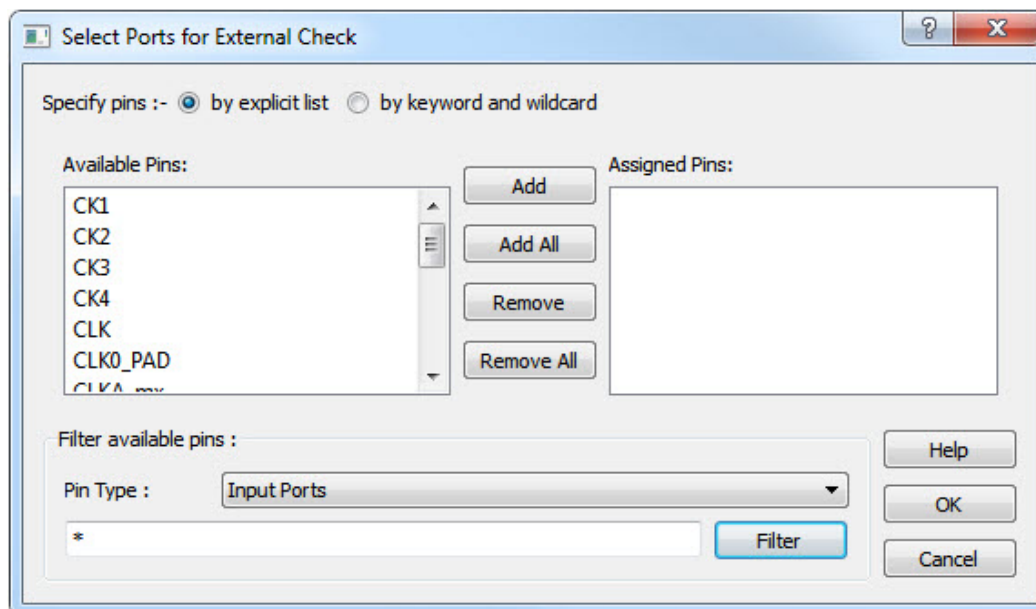 Select Ports for External Check
Specify pins :- by explicit list by keyword and wildcard
Available Pins:
CK1
CK2
CK3
CK4
CLK
CLK0_PAD
CLKA_mx
Add
Add All
Remove
Remove All
Assigned Pins:
Filter available pins :
Pin Type :
Input Ports
*
Filter
Help
OK
Cancel